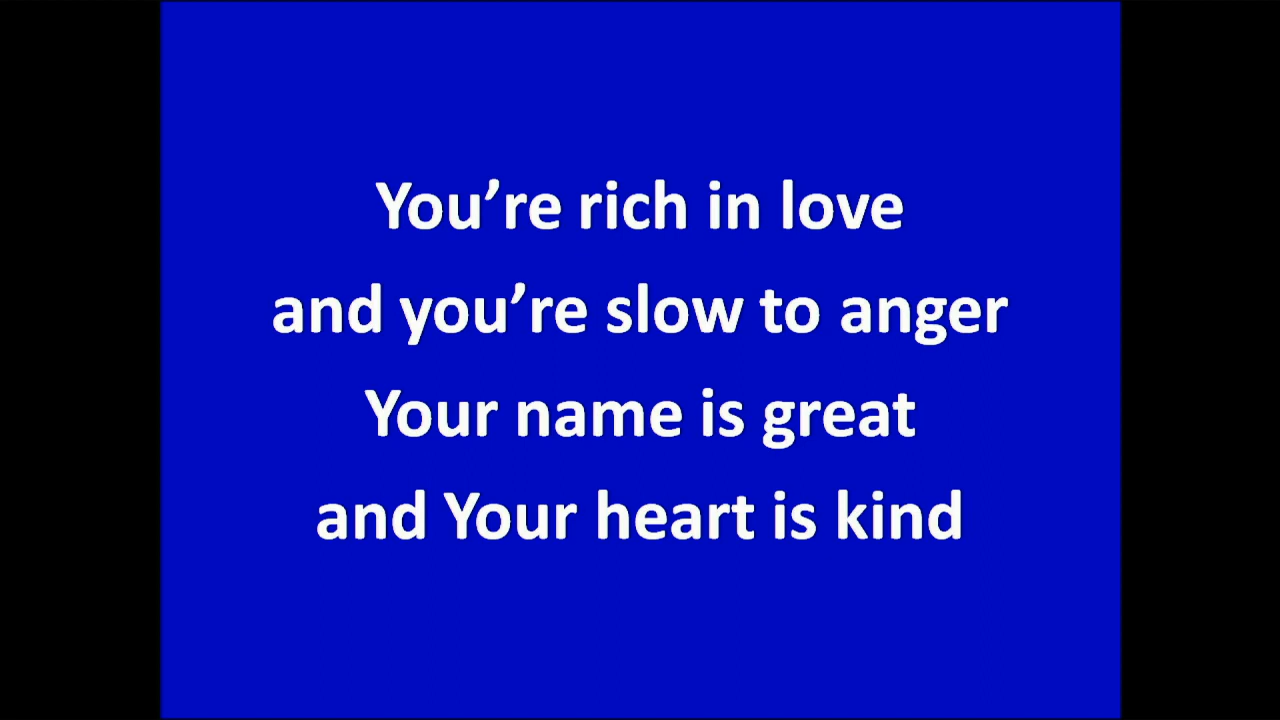 You’re rich in love
and you’re slow to anger
Your name is great
and Your heart is kind